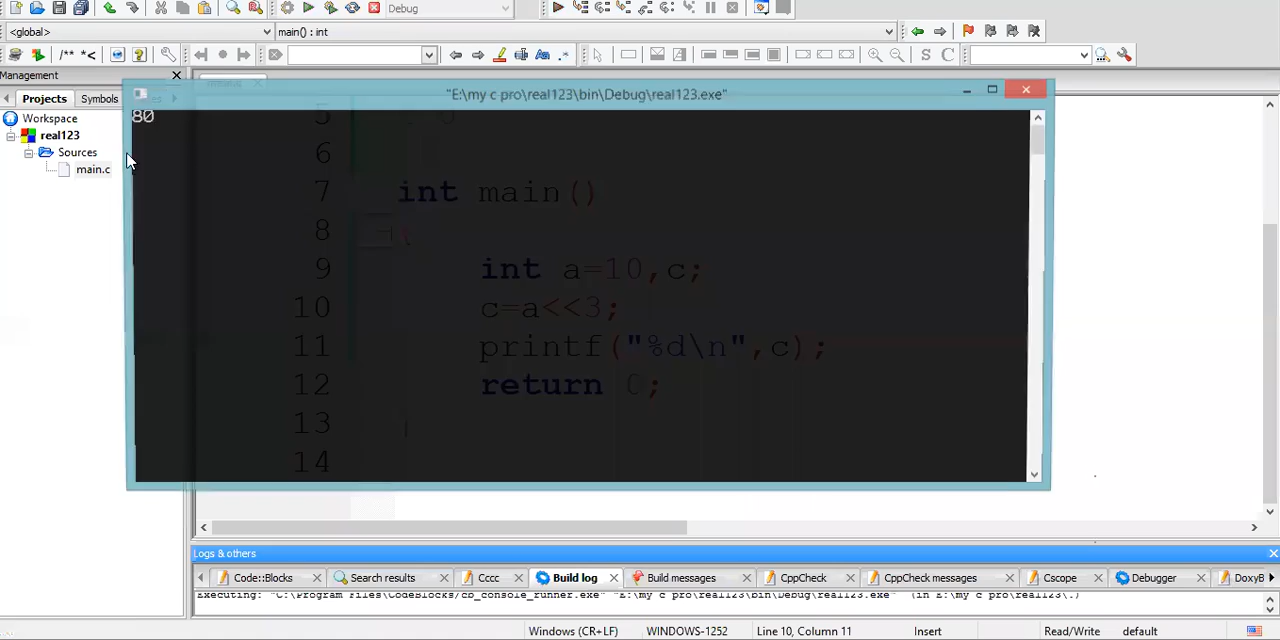 Debug
<global>
main() : int
/** *<
S C
Management
Projects
Symbols
Workspace
real123
Sources
main.c
"E:\my c pro\real123\bin\Debug\real123.exe"
80
5
6
7 int main()
8 {
9 int a=10,c;
10 c=a<<3;
11 printf("%d\n",c);
12 return 0;
13
14
Logs & others
Code::Blocks
Search results
Cccc
Build log
Build messages
CppCheck
CppCheck messages
Cscope
Debugger
DoxyB
Executing: "C:\Program Files\CodeBlocks/cb_console_runner.exe" "E:\my c pro\real123\bin\Debug\real123.exe" (in E:\my c pro\real123\.)
Windows (CR+LF)
WINDOWS-1252
Line 10, Column 11
Insert
Read/Write
default